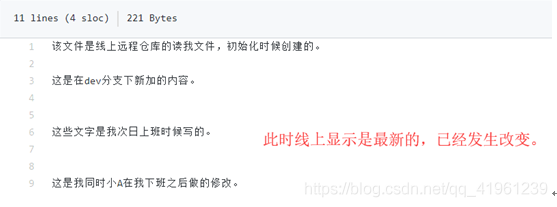 11 lines (4 sloc) 221 Bytes
1 该文件是线上远程仓库的读我文件，初始化时候创建的。
2
3 这是在dev分支下新加的内容。
4
5
6 这些文字是我次日上班时候写的。
此时线上显示是最新的，已经发生改变。
7
8
9 这是我同时小A在我下班之后做的修改。
https://blog.csdn.net/qq_41961239